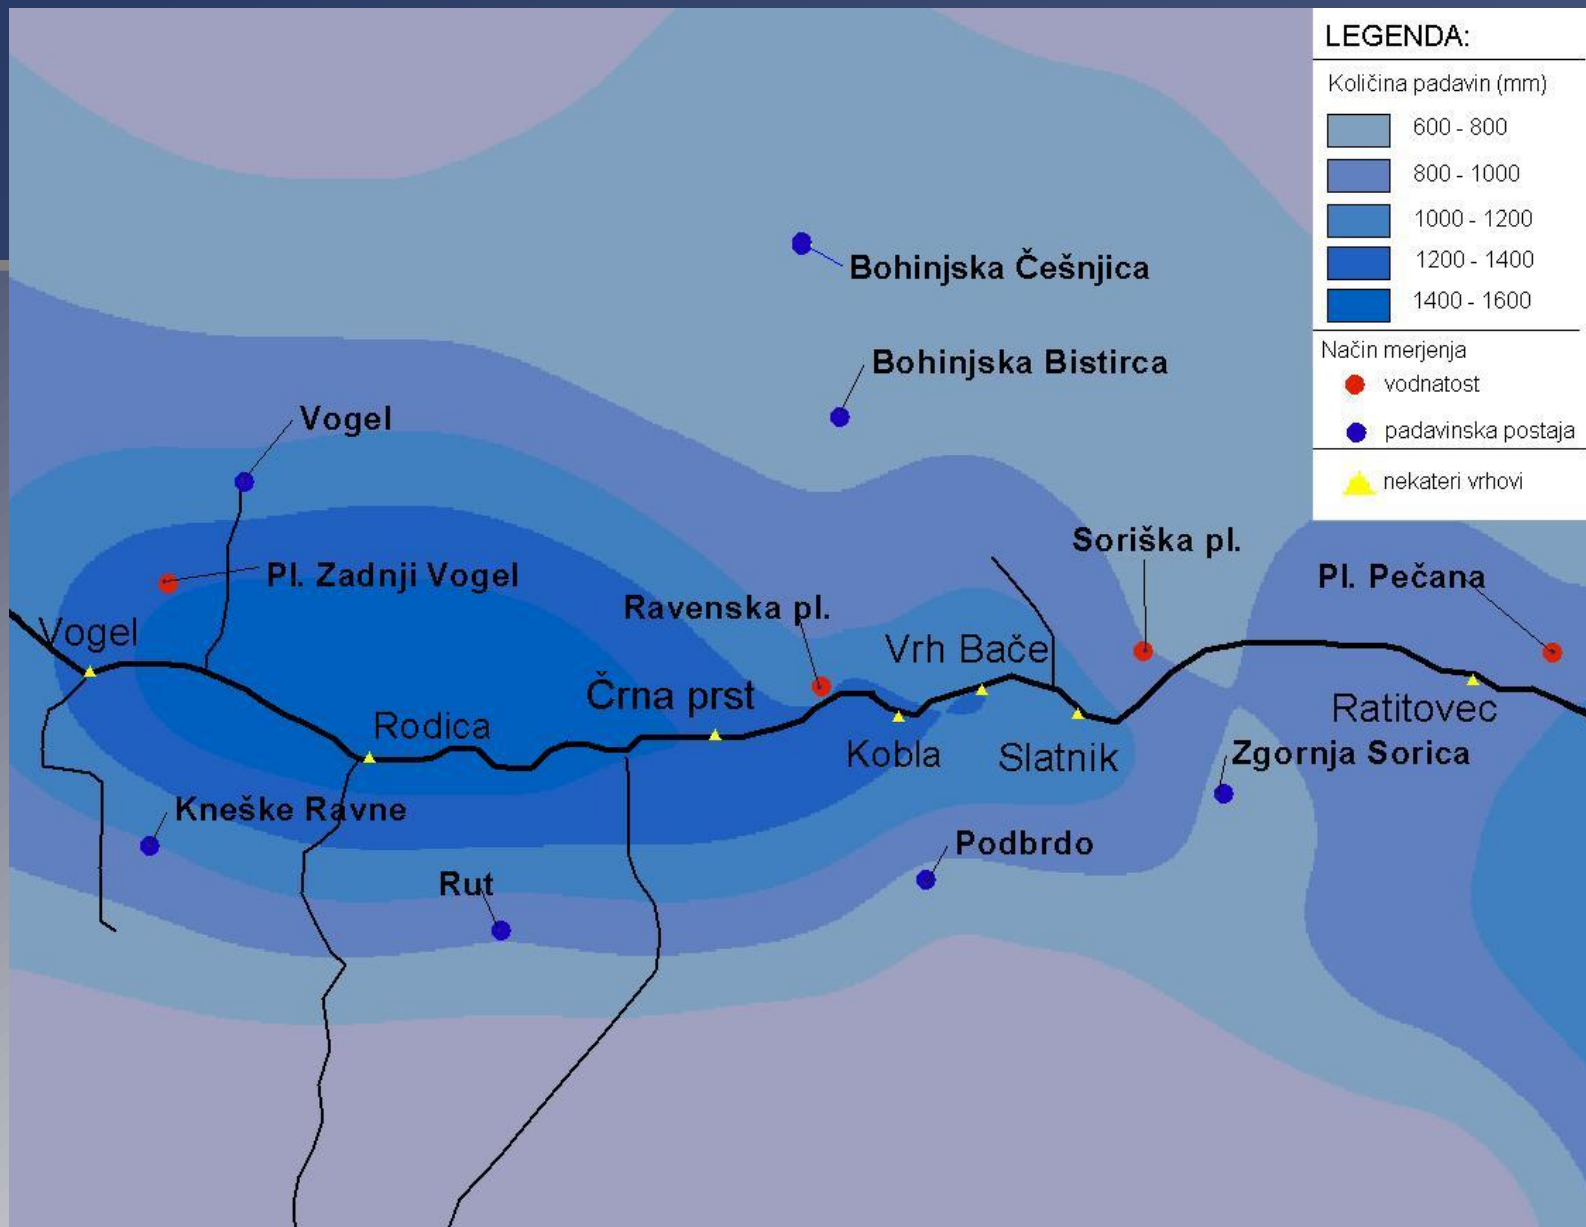 LEGENDA:
Količina padavin (mm)
600 - 800
800 - 1000
1000 - 1200
1200 - 1400
1400 - 1600
Način merjenja
vodnatost
padavinska postaja
nekateri vrhovi
Bohinjska Češnjica
Bohinjska Bistirca
Vogel
Soriška pl.
Pl. Zadnji Vogel
Pl. Pečana
Ravenska pl.
Vogel
Vrh Bače
Črna prst
Ratitovec
Rodica
Kobla
Slatnik
Zgornja Sorica
Kneške Ravne
Podbrdo
Rut